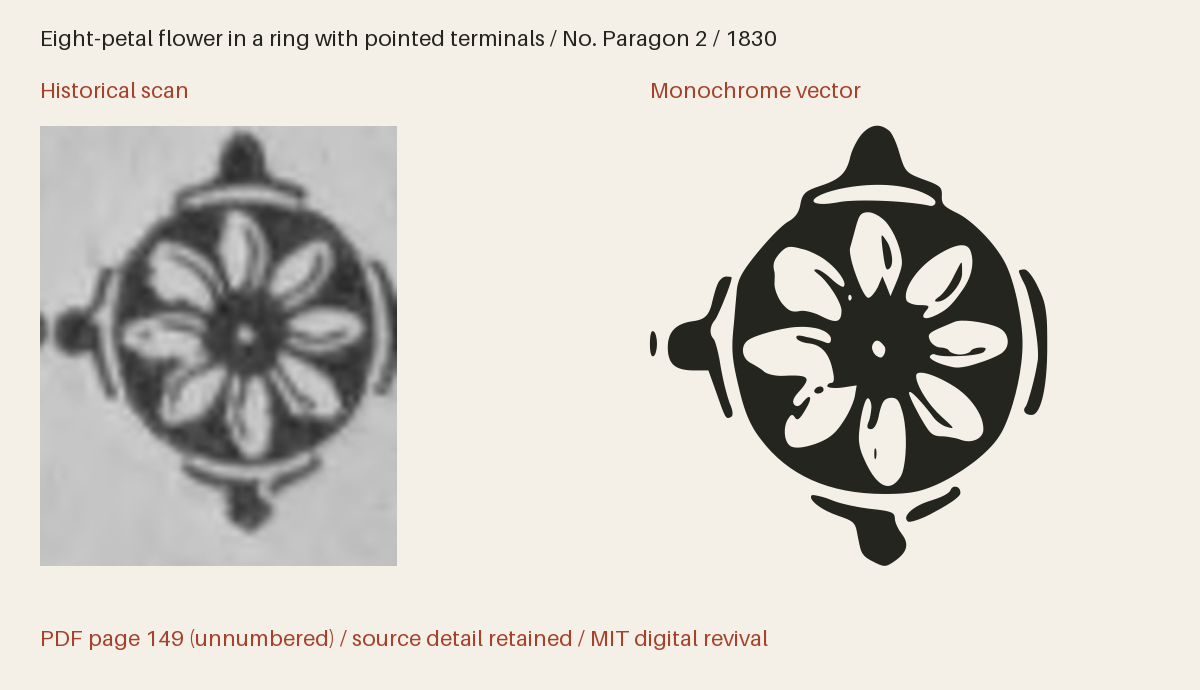 Eight-petal flower in a ring with pointed terminals / No. Paragon 2 / 1830
Historical scan
Monochrome vector
PDF page 149 (unnumbered) / source detail retained / MIT digital revival